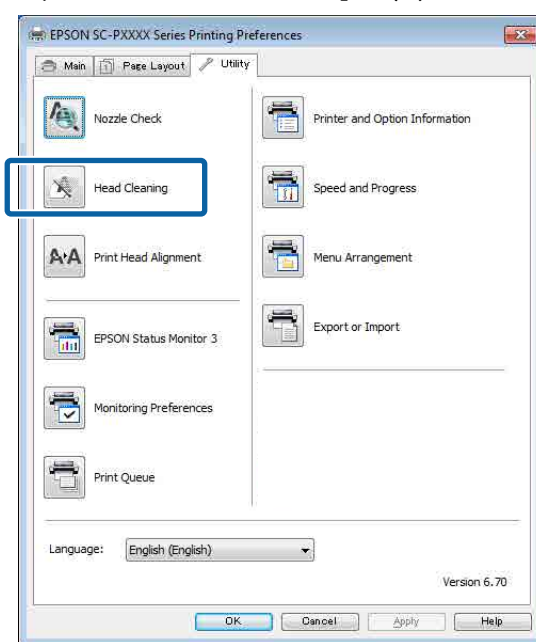 EPSON SC-PXXXX Series Printing Preferences
Main Page Layout Utility
Nozzle Check
Printer and Option Information
Head Cleaning
Speed and Progress
Print Head Alignment
Menu Arrangement
EPSON Status Monitor 3
Export or Import
Monitoring Preferences
Print Queue
Language: English (English)
Version 6.70
OK Cancel Apply Help